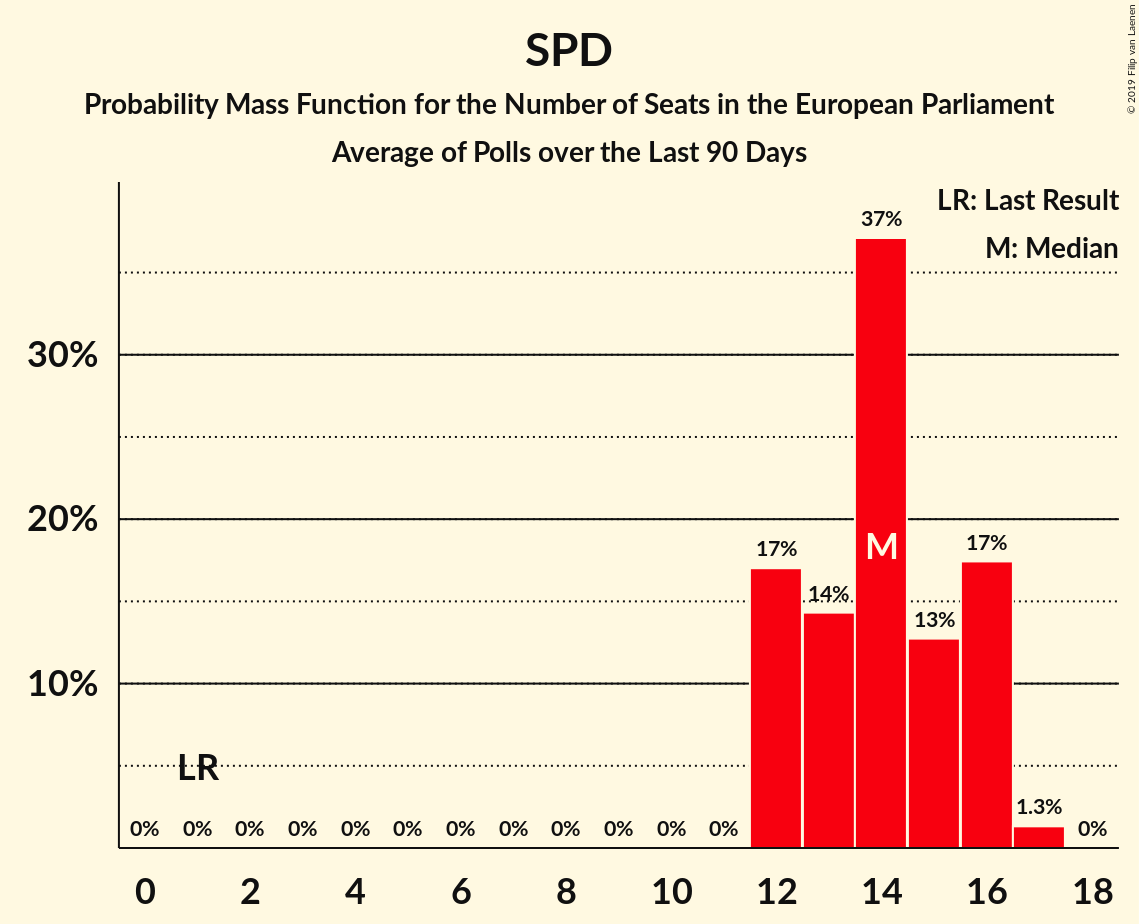 SPD
Probability Mass Function for the Number of Seats in the European Parliament
Average of Polls over the Last 90 Days
© 2019 Filip van Laenen
LR: Last Result
M: Median
37%
30%
20%
17%
14%
M
13%
17%
10%
LR
1.3%
0% 0% 0% 0% 0% 0% 0% 0% 0% 0% 0% 0% 0%
0 2 4 6 8 10 12 14 16 18